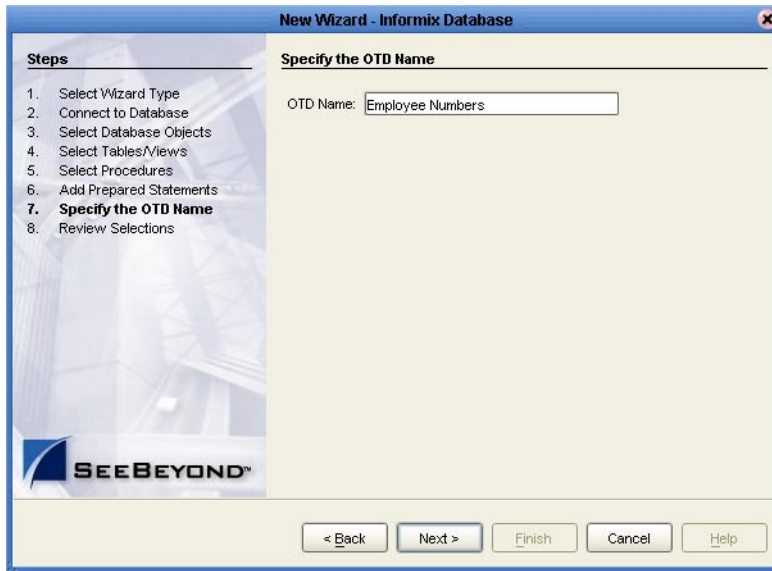 New Wizard - Informix Database
Steps
1. Select Wizard Type
2. Connect to Database
3. Select Database Objects
4. Select Tables/Views
5. Select Procedures
6. Add Prepared Statements
7. Specify the OTD Name
8. Review Selections
SEEBEYOND™
Specify the OTD Name
OTD Name: Employee Numbers
< Back Next > Finish Cancel Help